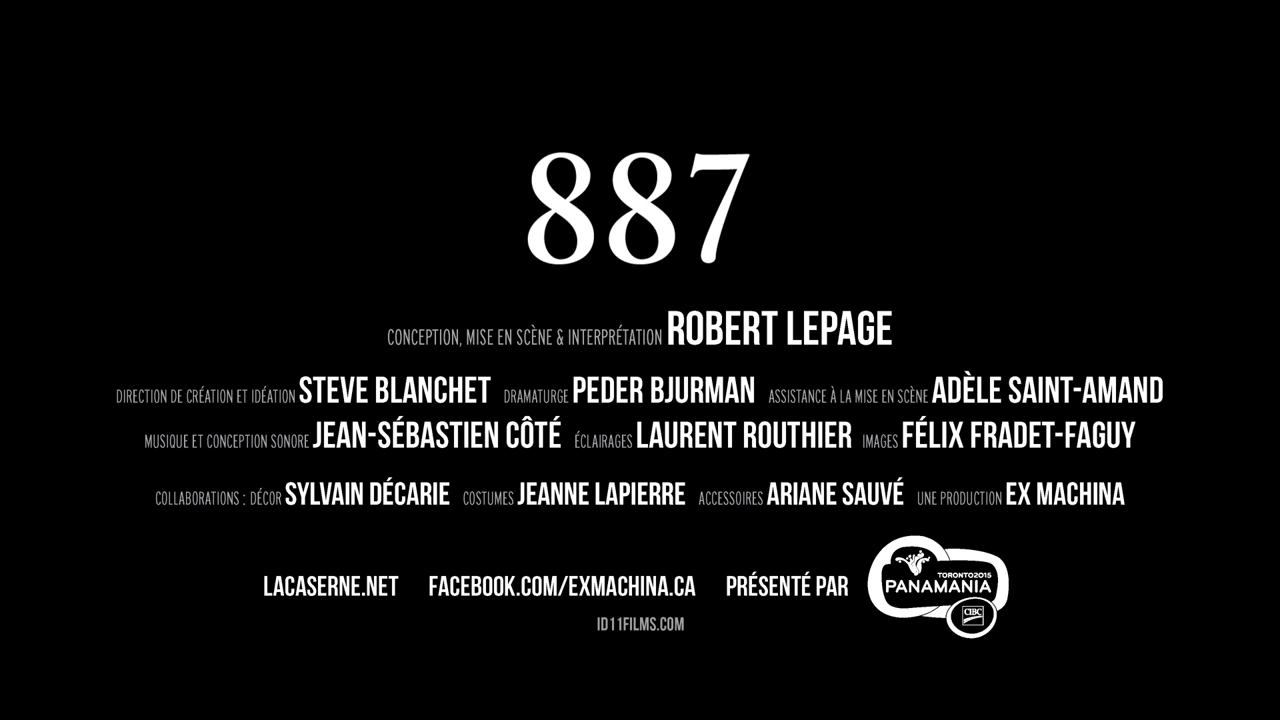 887
CONCEPTION, MISE EN SCÈNE & INTERPRÉTATION ROBERT LEPAGE
DIRECTION DE CRÉATION ET IDÉATION STEVE BLANCHET DRAMATURGE PEDER BJURMAN ASSISTANCE À LA MISE EN SCÈNE ADÈLE SAINT-AMAND
MUSIQUE ET CONCEPTION SONORE JEAN-SÉBASTIEN CÔTÉ ÉCLAIRAGES LAURENT ROUTHIER IMAGES FÉLIX FRADET-FAGUY
COLLABORATIONS : DÉCOR SYLVAIN DÉCARIE COSTUMES JEANNE LAPIERRE ACCESSOIRES ARIANE SAUVÉ UNE PRODUCTION EX MACHINA
LACASERNE.NET FACEBOOK.COM/EXMACHINA.CA PRÉSENTÉ PAR
TORONTO2015
PANAMANIA
CIBC
ID11FILMS.COM